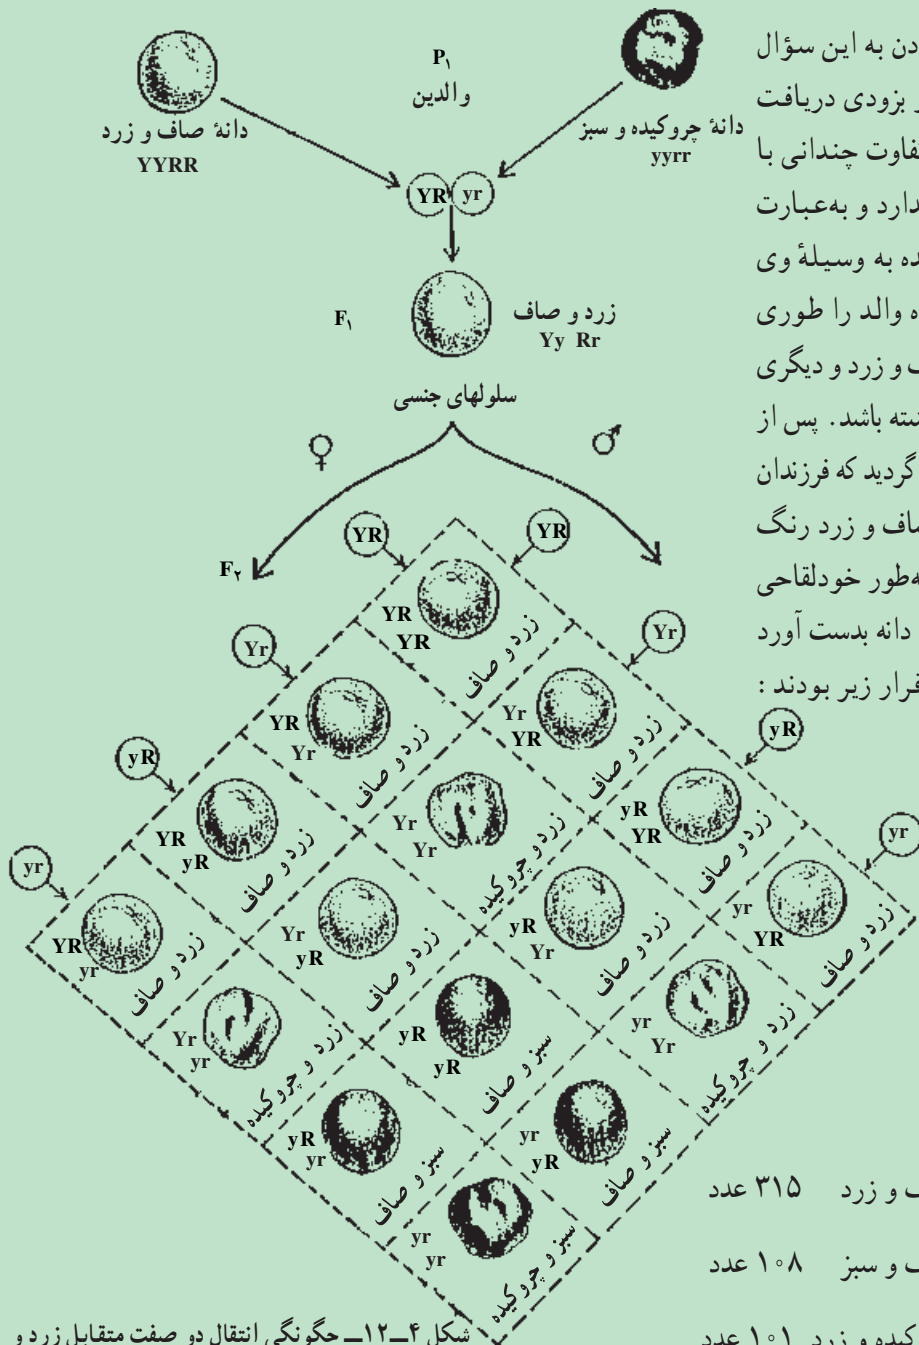 P۱
والدین
دانهٔ صاف و زرد
YYRR
دانهٔ چروکیده و سبز
yyrr
YR yr
F۱
زرد و صاف
Yy Rr
سلولهای جنسی
♀ ♂
F۲
YR YR
YR
YR
زرد و صاف
Yr Yr
YR
Yr
زرد و صاف
Yr
YR
زرد و صاف
yR yR
YR
yR
زرد و صاف
Yr
Yr
زرد و چروکیده
yR
YR
زرد و صاف
yr yr
YR
yr
زرد و صاف
Yr
yR
زرد و صاف
yR
Yr
زرد و صاف
yr
YR
زرد و صاف
Yr
yr
زرد و چروکیده
yR
yR
سبز و صاف
yr
Yr
زرد و چروکیده
yR
yr
سبز و صاف
yr
yR
سبز و صاف
yr
yr
سبز و چروکیده
دن به این سؤال
و بزودی دریافت
فاوت چندانی با
دارد و به‌عبارت
ده به وسیلهٔ وی
ه والد را طوری
ف و زرد و دیگری
شته باشد. پس از
گردید که فرزندان
صاف و زرد رنگ
ه‌طور خودلقاحی
دانه بدست آورد
قرار زیر بودند :
ف و زرد ۳۱۵ عدد
ف و سبز ۱۰۸ عدد
کیده و زرد ۱۰۱ عدد
شکل ۴ــ۱۲ــ چگونگی انتقال دو صفت متقابل زرد و